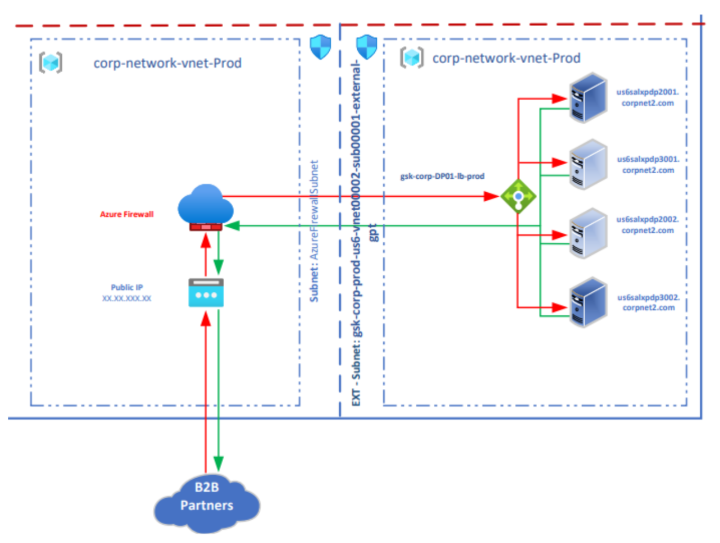 corp-network-vnet-Prod
corp-network-vnet-Prod
us6salxpdp2001.
corpnet2.com
us6salxpdp3001.
corpnet2.com
gsk-corp-DP01-lb-prod
Azure Firewall
us6salxpdp2002.
corpnet2.com
Public IP
XX.XX.XXX.XX
us6salxpdp3002.
corpnet2.com
Subnet: AzureFirewallSubnet
EXT - Subnet: gsk-corp-prod-us6-vnet00002-sub00001-external-
gpt
B2B
Partners